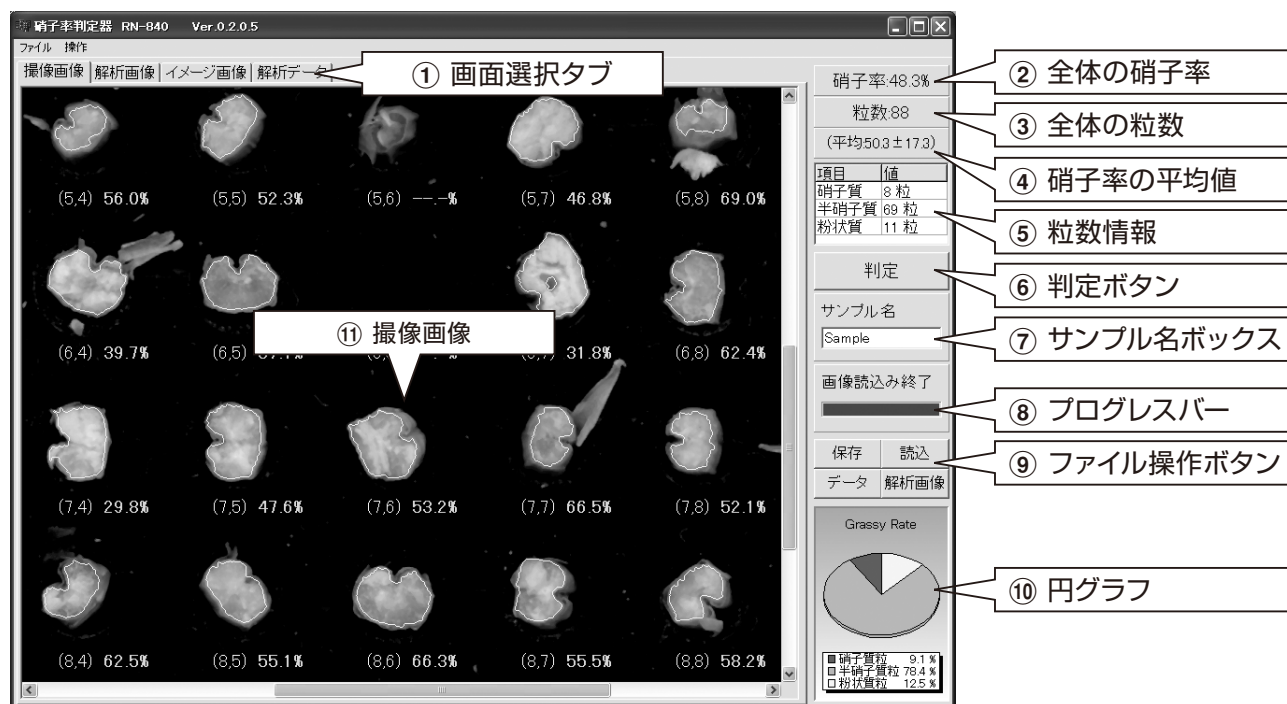 硝子率判定器 RN-840 Ver.0.2.0.5
ファイル 操作
撮像画像 解析画像 イメージ画像 解析データ
① 画面選択タブ
(5,4) 56.0% (5,5) 52.3% (5,6) --.-% (5,7) 46.8% (5,8) 69.0%
(6,4) 39.7% (6,5) 31.8% (6,8) 62.4%
⑪ 撮像画像
(7,4) 29.8% (7,5) 47.6% (7,6) 53.2% (7,7) 66.5% (7,8) 52.1%
(8,4) 62.5% (8,5) 55.1% (8,6) 66.3% (8,7) 55.5% (8,8) 58.2%
硝子率:48.3%
粒数:88
(平均:50.3±17.3)
項目 値
硝子質 8 粒
半硝子質 69 粒
粉状質 11 粒
判定
サンプル名
Sample
画像読込み終了
保存 読込
データ 解析画像
Grassy Rate
硝子質粒 9.1 %
半硝子質粒 78.4 %
粉状質粒 12.5 %
② 全体の硝子率
③ 全体の粒数
④ 硝子率の平均値
⑤ 粒数情報
⑥ 判定ボタン
⑦ サンプル名ボックス
⑧ プログレスバー
⑨ ファイル操作ボタン
⑩ 円グラフ